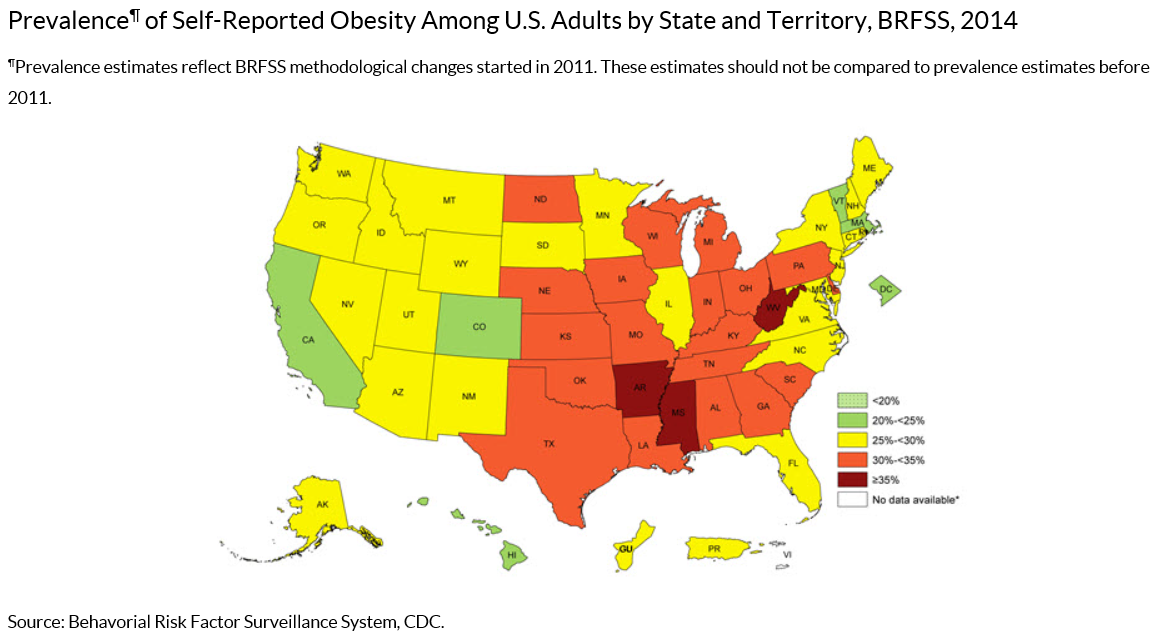 Prevalence¶ of Self-Reported Obesity Among U.S. Adults by State and Territory, BRFSS, 2014
¶Prevalence estimates reflect BRFSS methodological changes started in 2011. These estimates should not be compared to prevalence estimates before
2011.
WA
MT
ND
MN
ME
OR
ID
WY
SD
WI
MI
VT
NH
NY
MA
CT
NV
UT
CO
NE
IA
IL
IN
OH
PA
NJ
MD
DE
DC
CA
KS
MO
KY
WV
VA
AZ
NM
OK
AR
TN
NC
SC
TX
LA
MS
AL
GA
FL
<20%
20%-<25%
25%-<30%
30%-<35%
≥35%
No data available*
AK
HI
GU
PR
VI
Source: Behavorial Risk Factor Surveillance System, CDC.